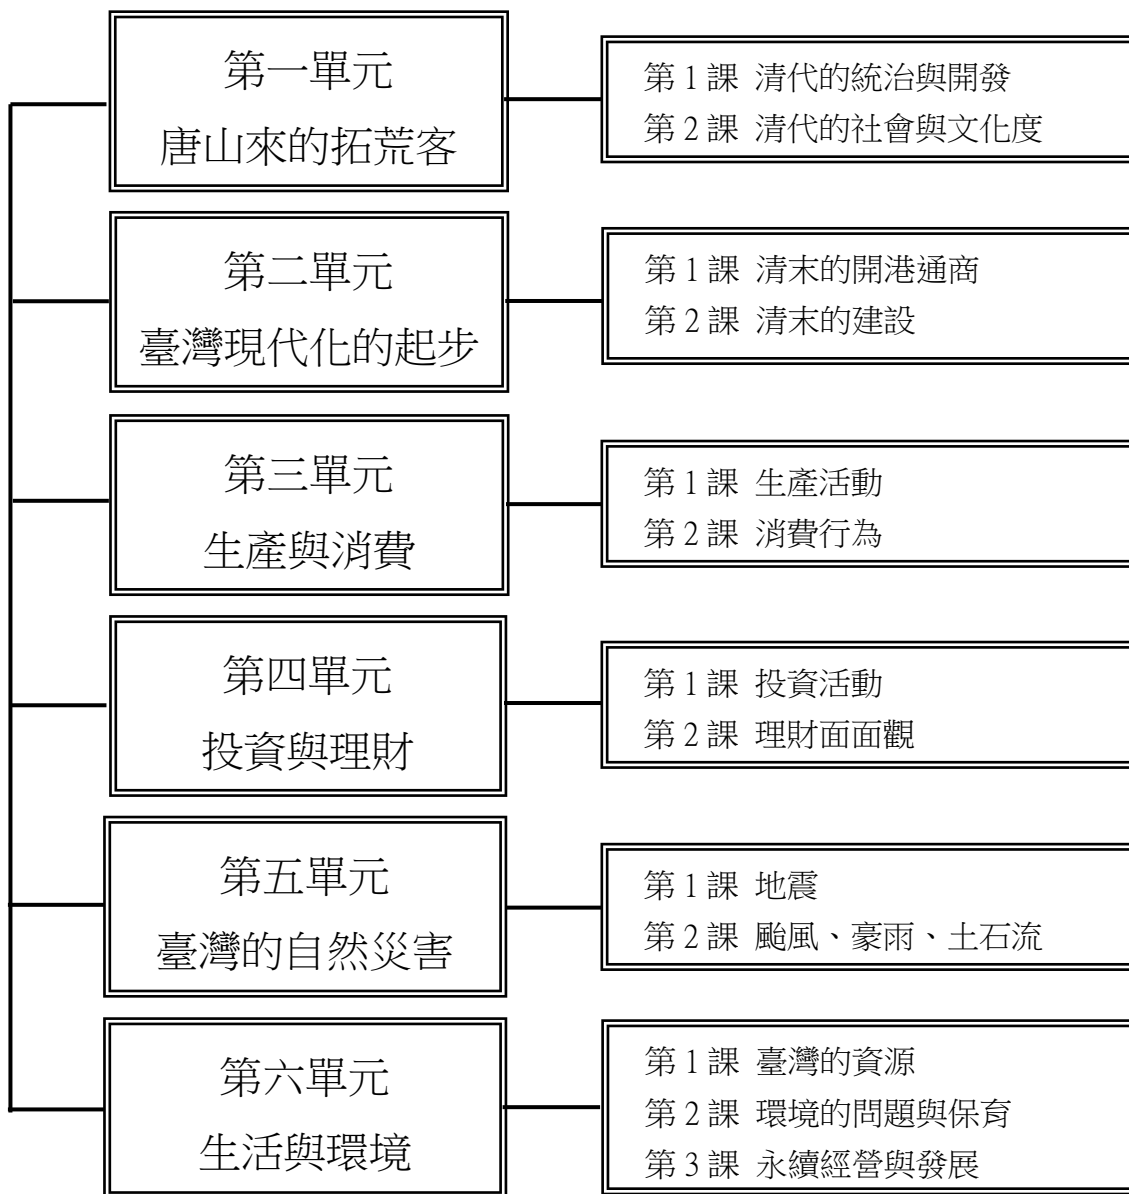 第一單元
唐山來的拓荒客
第 1 課 清代的統治與開發
第 2 課 清代的社會與文化度
第二單元
臺灣現代化的起步
第 1 課 清末的開港通商
第 2 課 清末的建設
第三單元
生產與消費
第 1 課 生產活動
第 2 課 消費行為
第四單元
投資與理財
第 1 課 投資活動
第 2 課 理財面面觀
第五單元
臺灣的自然災害
第 1 課 地震
第 2 課 颱風、豪雨、土石流
第六單元
生活與環境
第 1 課 臺灣的資源
第 2 課 環境的問題與保育
第 3 課 永續經營與發展